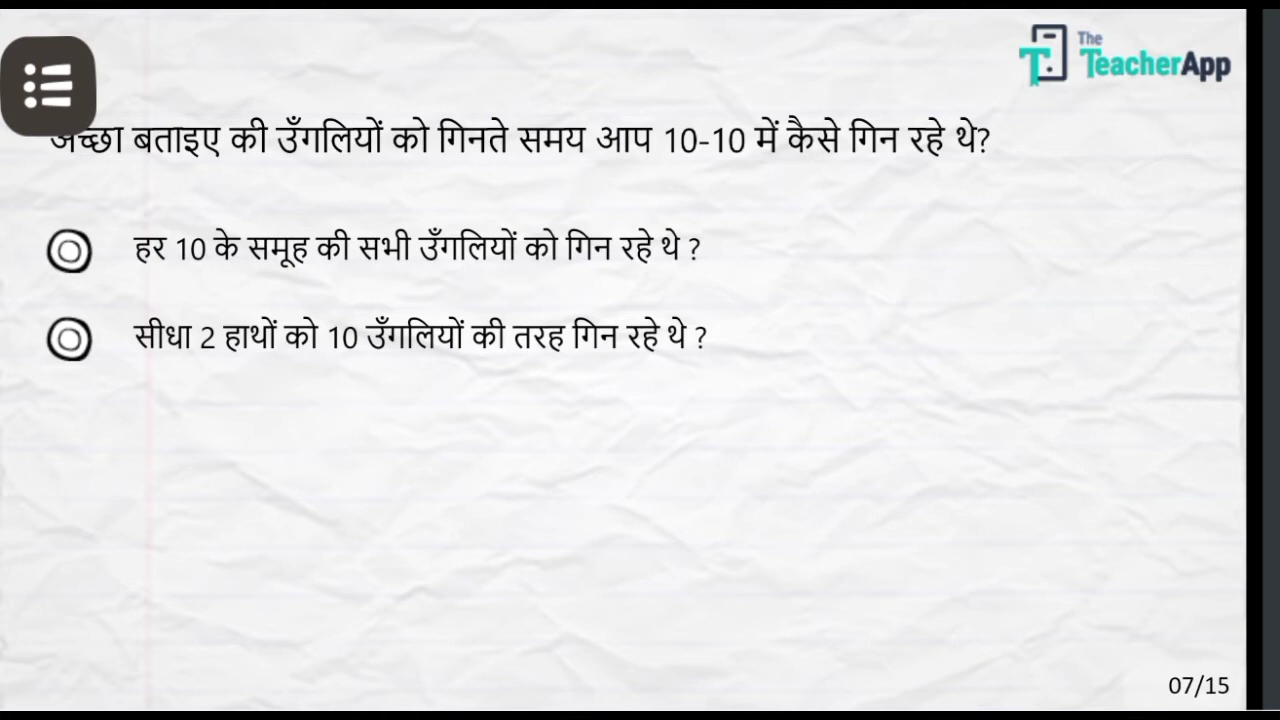 The
TeacherApp
अच्छा बताइए की उँगलियों को गिनते समय आप 10-10 में कैसे गिन रहे थे?
हर 10 के समूह की सभी उँगलियों को गिन रहे थे ?
सीधा 2 हाथों को 10 उँगलियों की तरह गिन रहे थे ?
07/15